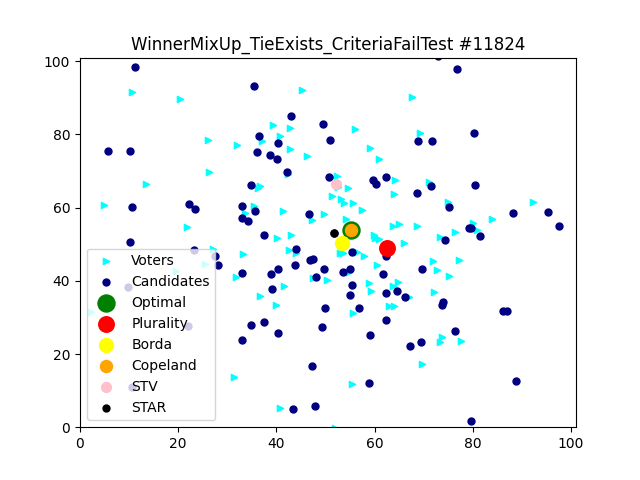 WinnerMixUp_TieExists_CriteriaFailTest #11824
100
80
60
40
20
0
Voters
Candidates
Optimal
Plurality
Borda
Copeland
STV
STAR
0 20 40 60 80 100